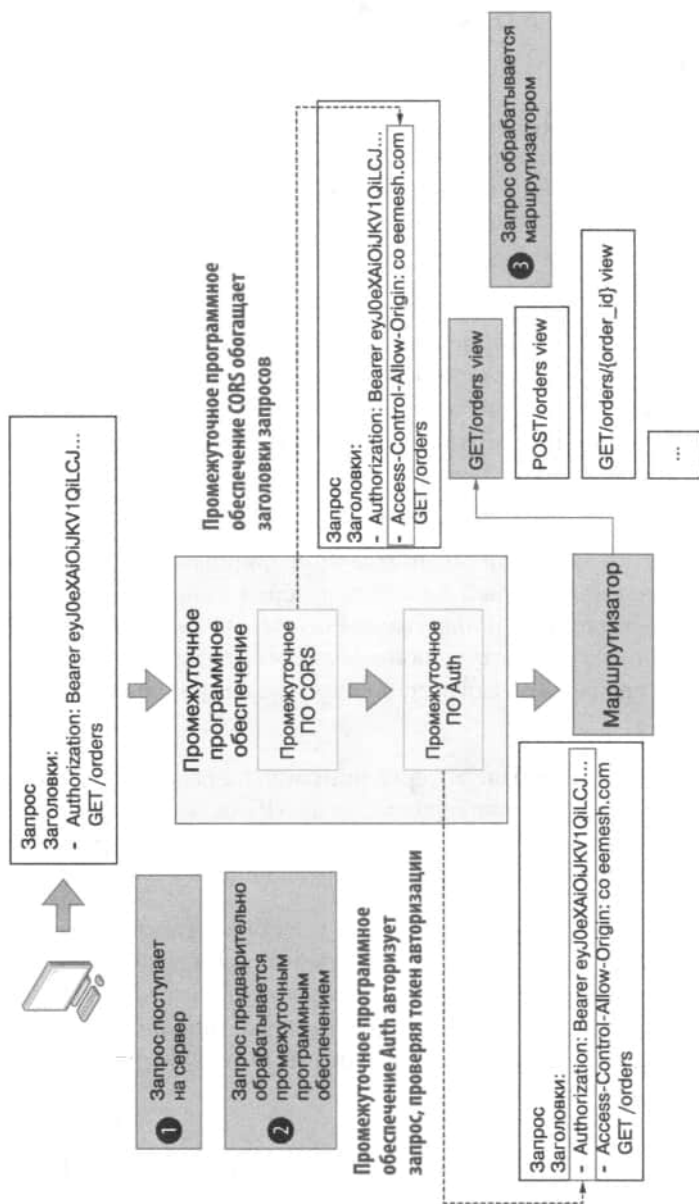 Запрос
Заголовки:
- Authorization: Bearer eyJ0eXAiOiJKV1QiLCJ...
GET /orders
1 Запрос поступает
на сервер
2 Запрос предварительно
обрабатывается
промежуточным
программным
обеспечением
Промежуточное
программное
обеспечение
Промежуточное
ПО CORS
Промежуточное программное
обеспечение CORS обогащает
заголовки запросов
Запрос
Заголовки:
- Authorization: Bearer eyJ0eXAiOiJKV1QiLCJ...
- Access-Control-Allow-Origin: co eemesh.com
GET /orders
Промежуточное
ПО Auth
Промежуточное программное
обеспечение Auth авторизует
запрос, проверяя токен авторизации
Запрос
Заголовки:
- Authorization: Bearer eyJ0eXAiOiJKV1QiLCJ...
- Access-Control-Allow-Origin: co eemesh.com
GET /orders
Маршрутизатор
GET/orders view
POST/orders view
GET/orders/{order_id} view
...
3 Запрос обрабатывается
маршрутизатором